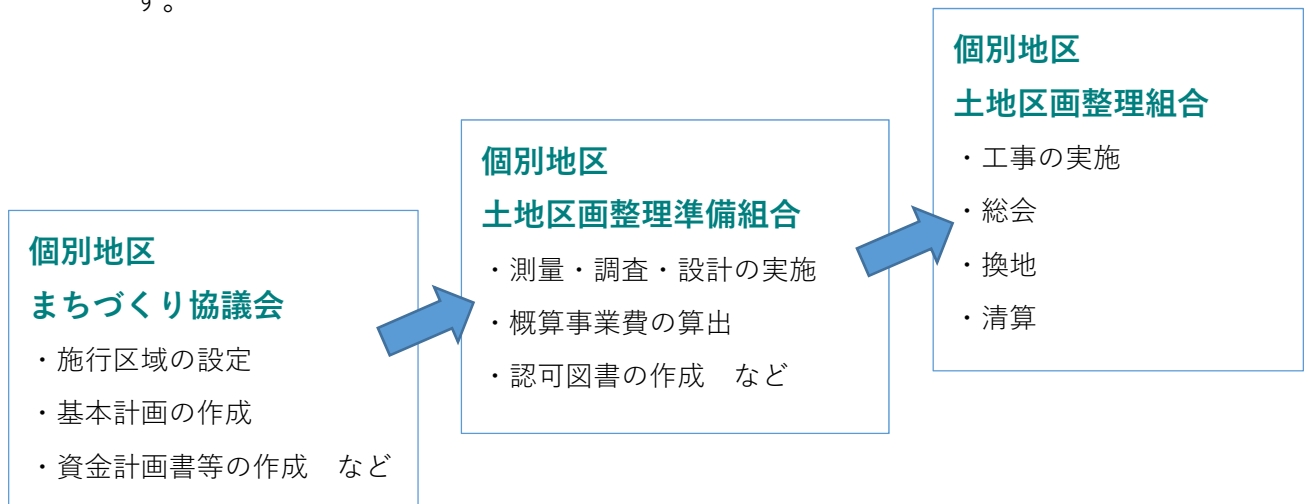 す。
個別地区
まちづくり協議会
・施行区域の設定
・基本計画の作成
・資金計画書等の作成　など
個別地区
土地区画整理準備組合
・測量・調査・設計の実施
・概算事業費の算出
・認可図書の作成　など
個別地区
土地区画整理組合
・工事の実施
・総会
・換地
・清算